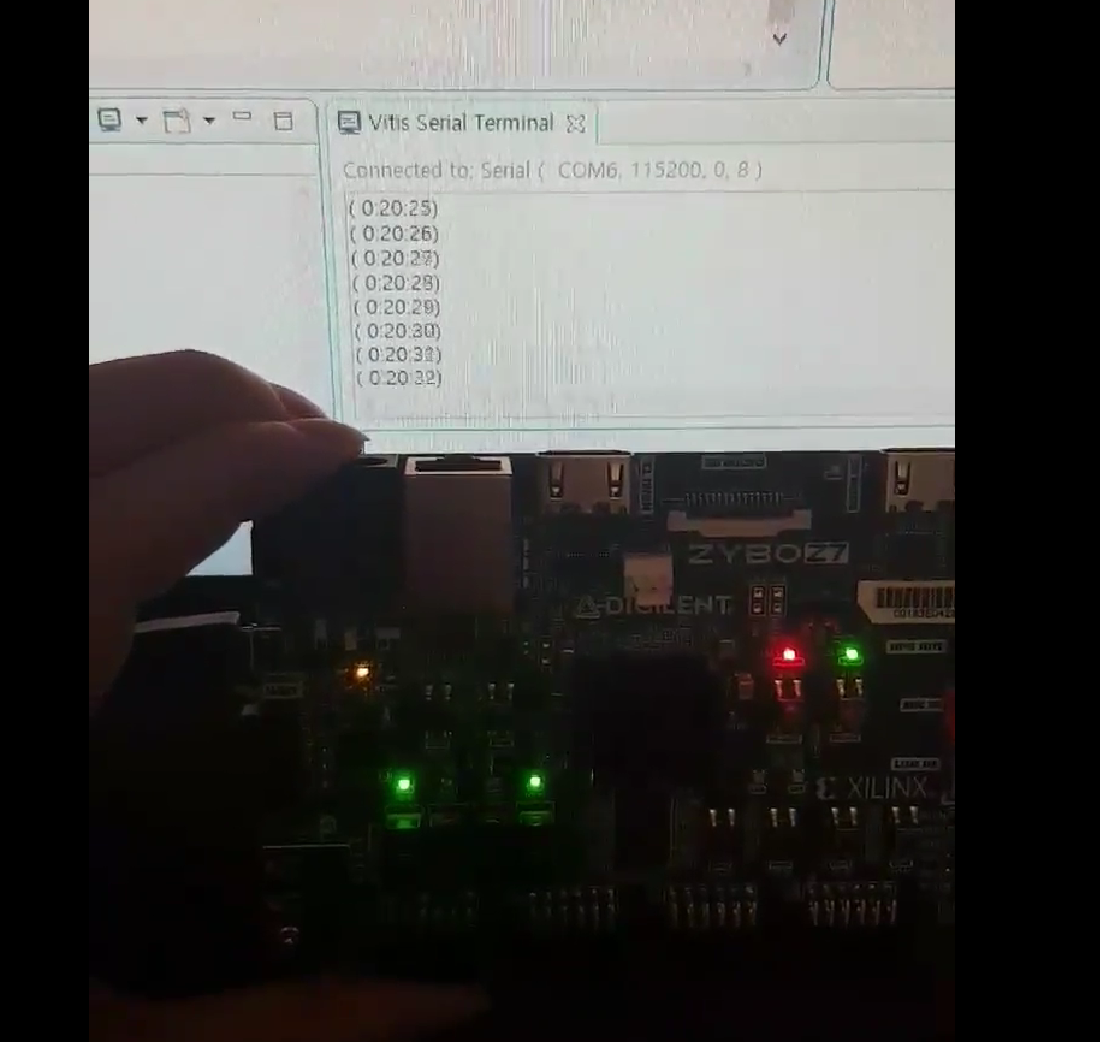 Vitis Serial Terminal
Connected to: Serial ( COM6, 115200, 0, 8 )
( 0:20:25)
( 0:20:26)
( 0:20:27)
( 0:20:28)
( 0:20:29)
( 0:20:30)
( 0:20:31)
( 0:20:32)
ZYBO Z7
DIGILENT
XILINX